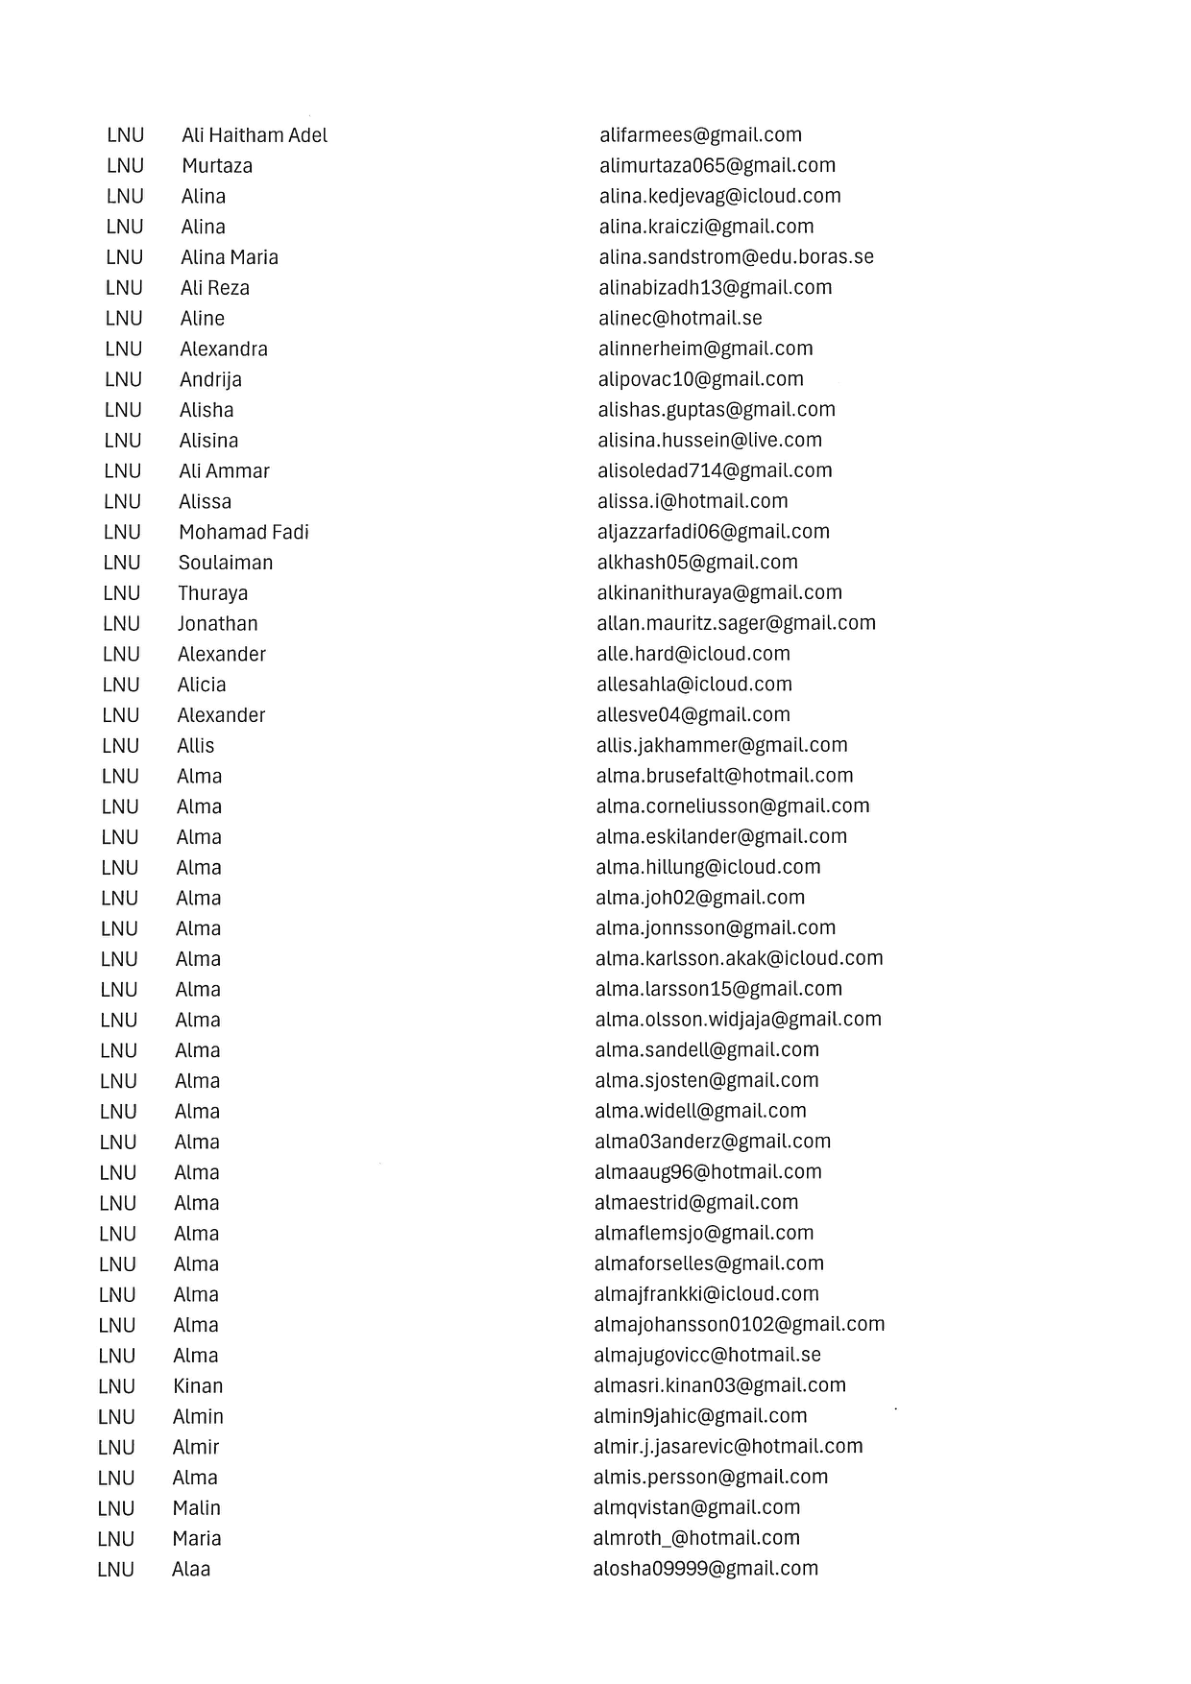 LNU Ali Haitham Adel alifarmees@gmail.com
LNU Murtaza alimurtaza065@gmail.com
LNU Alina alina.kedjevag@icloud.com
LNU Alina alina.kraiczi@gmail.com
LNU Alina Maria alina.sandstrom@edu.boras.se
LNU Ali Reza alinabizadh13@gmail.com
LNU Aline alinec@hotmail.se
LNU Alexandra alinnerheim@gmail.com
LNU Andrija alipovac10@gmail.com
LNU Alisha alishas.guptas@gmail.com
LNU Alisina alisina.hussein@live.com
LNU Ali Ammar alisoledad714@gmail.com
LNU Alissa alissa.i@hotmail.com
LNU Mohamad Fadi aljazzarfadi06@gmail.com
LNU Soulaiman alkhash05@gmail.com
LNU Thuraya alkinanithuraya@gmail.com
LNU Jonathan allan.mauritz.sager@gmail.com
LNU Alexander alle.hard@icloud.com
LNU Alicia allesahla@icloud.com
LNU Alexander allesve04@gmail.com
LNU Allis allis.jakhammer@gmail.com
LNU Alma alma.brusefalt@hotmail.com
LNU Alma alma.corneliusson@gmail.com
LNU Alma alma.eskilander@gmail.com
LNU Alma alma.hillung@icloud.com
LNU Alma alma.joh02@gmail.com
LNU Alma alma.jonnsson@gmail.com
LNU Alma alma.karlsson.akak@icloud.com
LNU Alma alma.larsson15@gmail.com
LNU Alma alma.olsson.widjaja@gmail.com
LNU Alma alma.sandell@gmail.com
LNU Alma alma.sjosten@gmail.com
LNU Alma alma.widell@gmail.com
LNU Alma alma03anderz@gmail.com
LNU Alma almaaug96@hotmail.com
LNU Alma almaestrid@gmail.com
LNU Alma almaflemsjo@gmail.com
LNU Alma almaforselles@gmail.com
LNU Alma almajfrankki@icloud.com
LNU Alma almajohansson0102@gmail.com
LNU Alma almajugovicc@hotmail.se
LNU Kinan almasri.kinan03@gmail.com
LNU Almin almin9jahic@gmail.com
LNU Almir almir.j.jasarevic@hotmail.com
LNU Alma almis.persson@gmail.com
LNU Malin almqvistan@gmail.com
LNU Maria almroth_@hotmail.com
LNU Alaa alosha09999@gmail.com